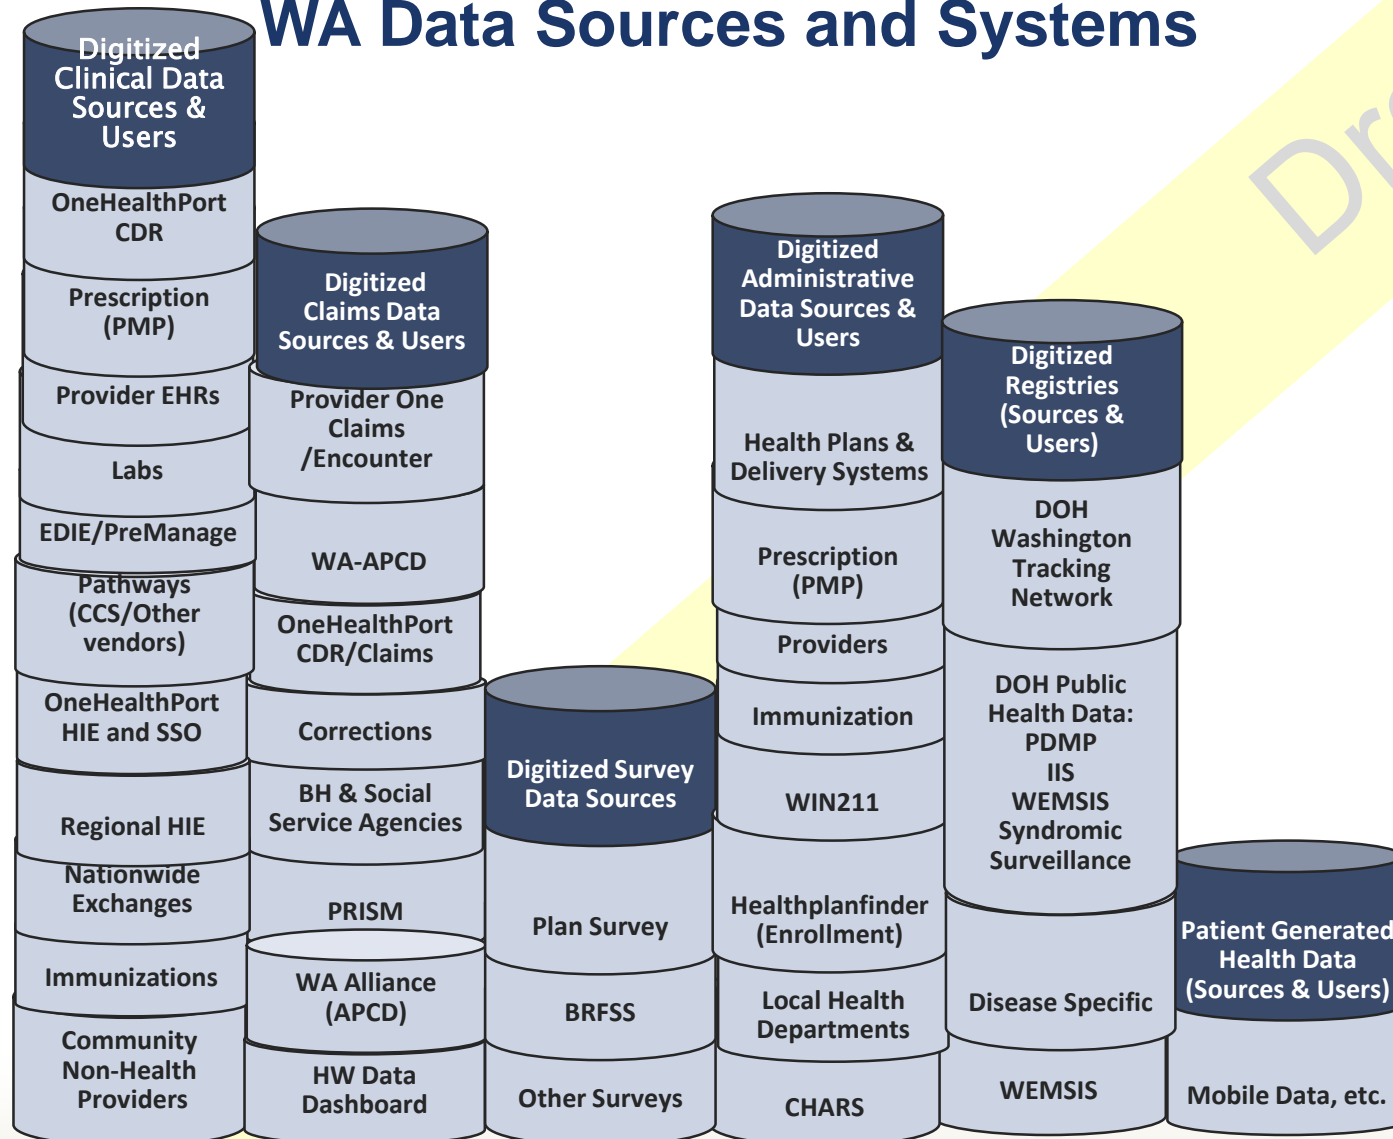 WA Data Sources and Systems
Digitized
Clinical Data
Sources &
Users
OneHealthPort
CDR
Prescription
(PMP)
Provider EHRs
Labs
EDIE/PreManage
Pathways
(CCS/Other
vendors)
OneHealthPort
HIE and SSO
Regional HIE
Nationwide
Exchanges
Immunizations
Community
Non-Health
Providers
Digitized
Claims Data
Sources & Users
Provider One
Claims
/Encounter
WA-APCD
OneHealthPort
CDR/Claims
Corrections
BH & Social
Service Agencies
PRISM
WA Alliance
(APCD)
HW Data
Dashboard
Digitized Survey
Data Sources
Plan Survey
BRFSS
Other Surveys
Digitized
Administrative
Data Sources &
Users
Health Plans &
Delivery Systems
Prescription
(PMP)
Providers
Immunization
WIN211
Healthplanfinder
(Enrollment)
Local Health
Departments
CHARS
Digitized
Registries
(Sources &
Users)
DOH
Washington
Tracking
Network
DOH Public
Health Data:
PDMP
IIS
WEMSIS
Syndromic
Surveillance
Disease Specific
WEMSIS
Patient Generated
Health Data
(Sources & Users)
Mobile Data, etc.